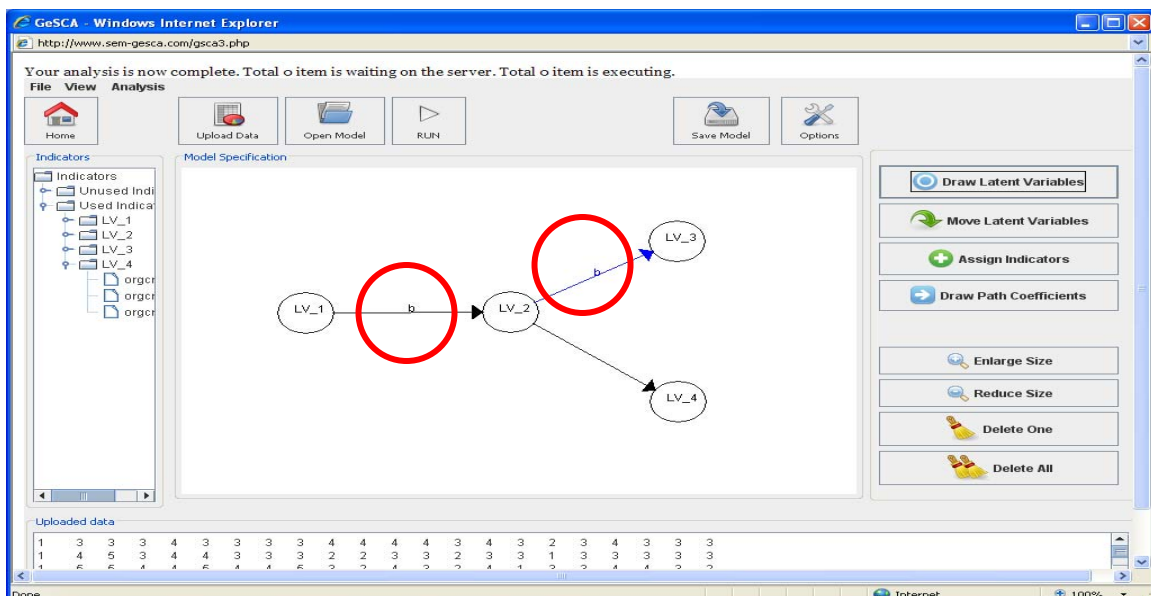 GeSCA - Windows Internet Explorer
http://www.sem-gesca.com/gsca3.php
Your analysis is now complete. Total 0 item is waiting on the server. Total 0 item is executing.
File View Analysis
Home Upload Data Open Model RUN Save Model Options
Indicators Model Specification
Indicators
Unused Indi
Used Indica
LV_1
LV_2
LV_3
LV_4
orgcr
orgcr
orgcr
LV_3
b
LV_1 b LV_2
LV_4
Draw Latent Variables
Move Latent Variables
Assign Indicators
Draw Path Coefficients
Enlarge Size
Reduce Size
Delete One
Delete All
Uploaded data
1 3 3 3 4 3 3 3 3 4 4 4 4 3 4 3 2 3 4 3 3 3
1 4 5 3 4 4 3 3 3 2 2 3 3 2 3 3 1 3 3 3 3 3
Done Internet 100%